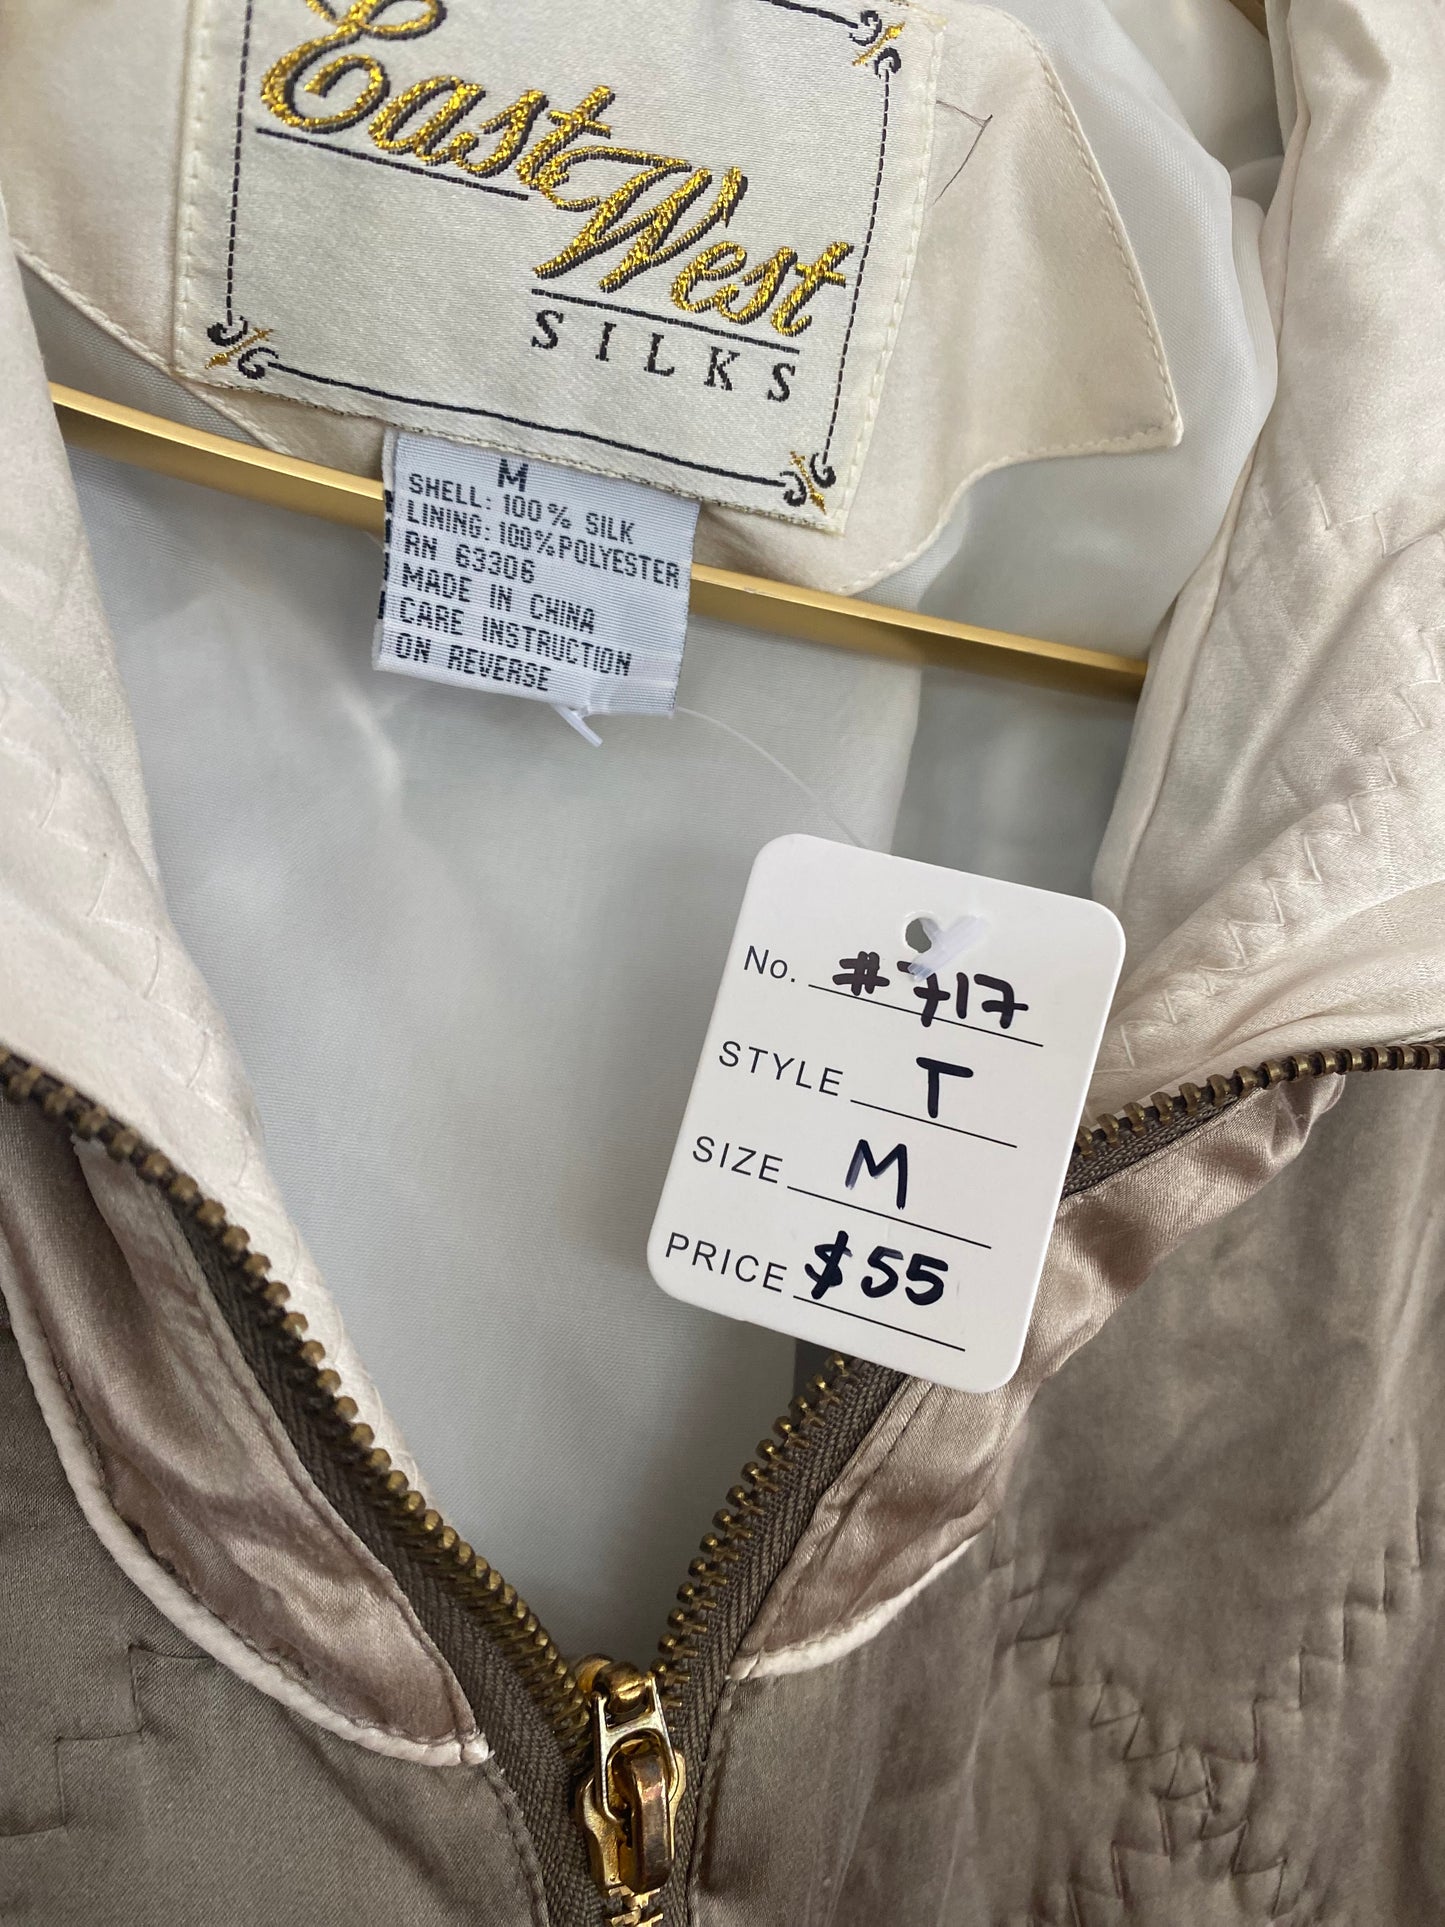 East
West
SILKS
M
SHELL: 100% SILK
LINING: 100% POLYESTER
RN 63306
MADE IN CHINA
CARE INSTRUCTION
ON REVERSE
No. #717
STYLE T
SIZE M
PRICE $55